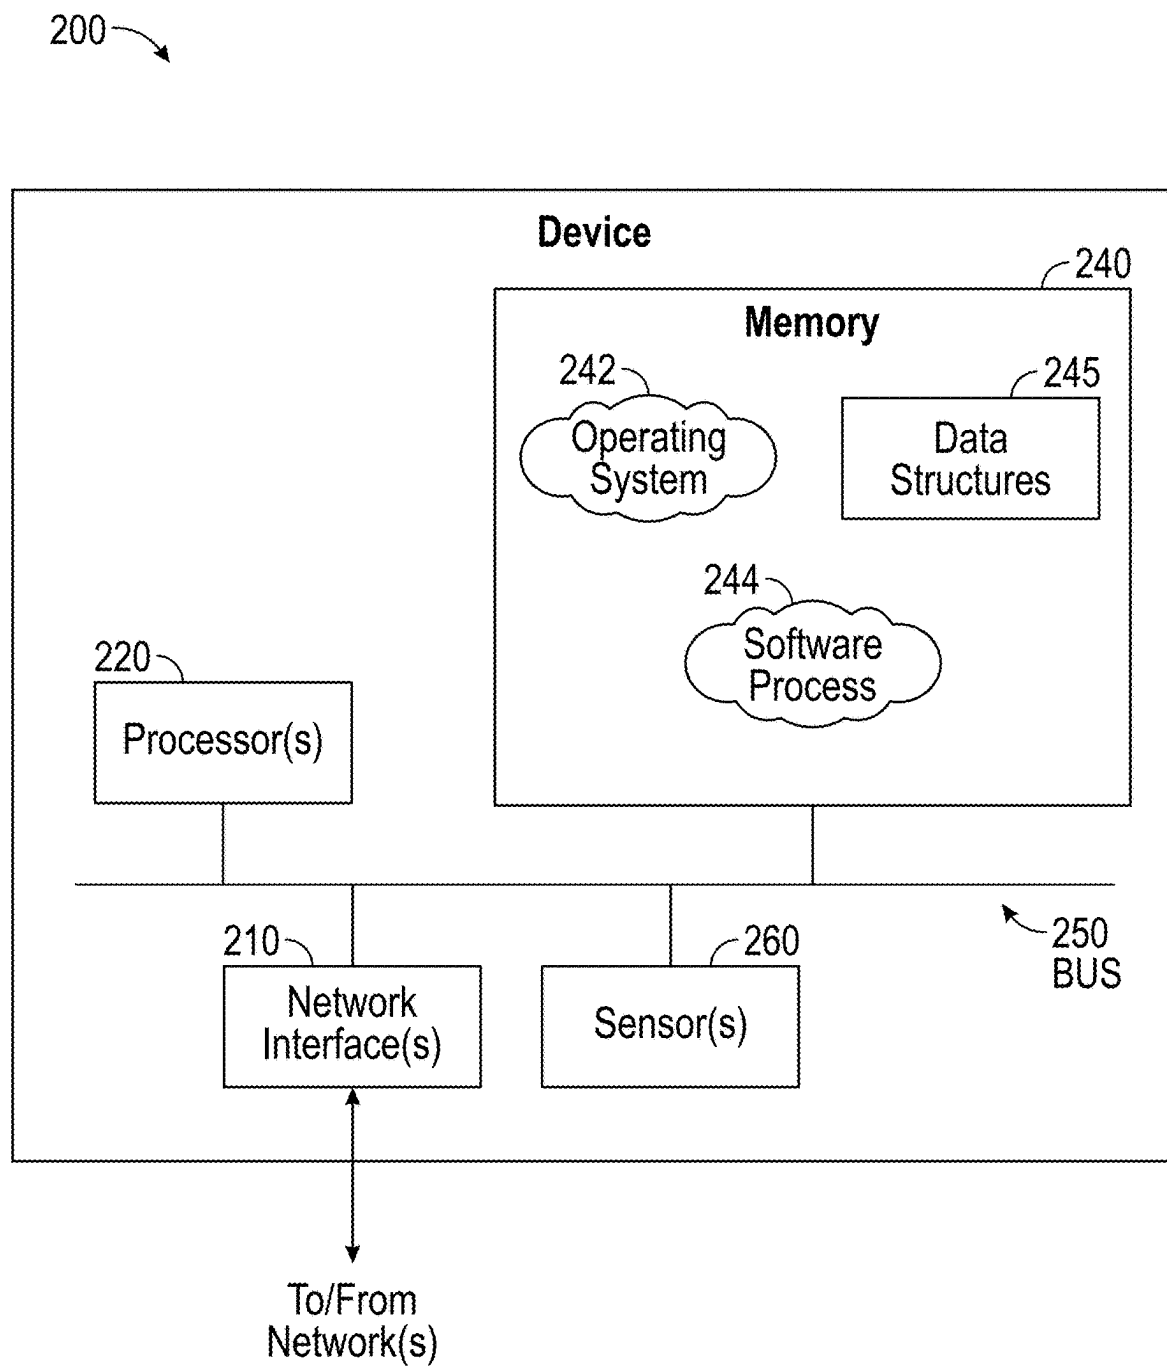 200
Device
240
Memory
242
245
Operating
System
Data
Structures
244
Software
Process
220
Processor(s)
210
260
250
BUS
Network
Interface(s)
Sensor(s)
To/From
Network(s)